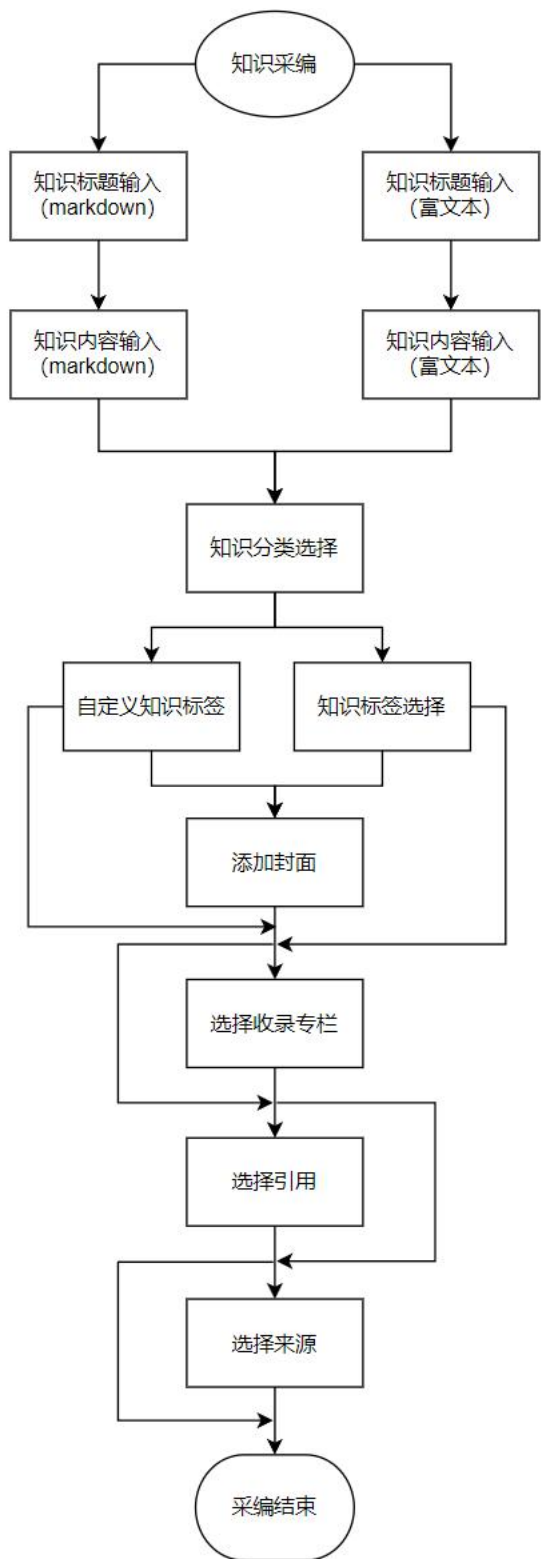 知识采编
知识标题输入
(markdown)
知识标题输入
(富文本)
知识内容输入
(markdown)
知识内容输入
(富文本)
知识分类选择
自定义知识标签
知识标签选择
添加封面
选择收录专栏
选择引用
选择来源
采编结束